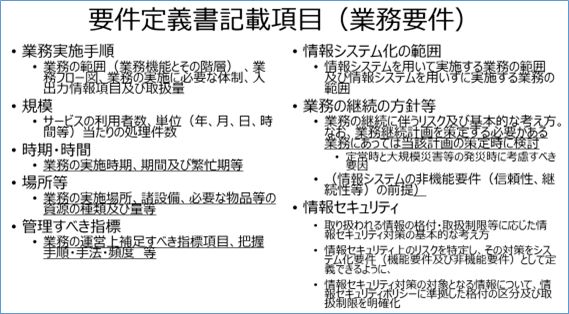 要件定義書記載項目（業務要件）
• 業務実施手順
• 業務の範囲（業務機能とその階層）、業
務フロー図、業務の実施に必要な体制、入
出力情報項目及び取扱量
• 規模
• サービスの利用者数、単位（年、月、日、時
間等）当たりの処理件数
• 時期・時間
• 業務の実施時期、期間及び繁忙期等
• 場所等
• 業務の実施場所、諸設備、必要な物品等の
資源の種類及び量等
• 管理すべき指標
• 業務の運営上補足すべき指標項目、把握
手順・手法・頻度　等
• 情報システム化の範囲
• 情報システムを用いて実施する業務の範囲
及び情報システムを用いずに実施する業務の
範囲
• 業務の継続の方針等
• 業務の継続に伴うリスク及び基本的な考え方。
なお、業務継続計画を策定する必要がある
業務にあっては当該計画の策定時に検討
• 定常時と大規模災害等の発災時に考慮すべき
要因
• （情報システムの非機能要件（信頼性、継
続性等）の前提）
• 情報セキュリティ
• 取り扱われる情報の格付・取扱制限等に応じた情
報セキュリティ対策の基本的な考え方
• 情報セキュリティ上のリスクを特定し、その対策をシス
テム化要件（機能要件及び非機能要件）として定
義できるように、
• 情報セキュリティ対策の対象となる情報について、情
報セキュリティポリシーに準拠した格付の区分及び取
扱制限を明確化